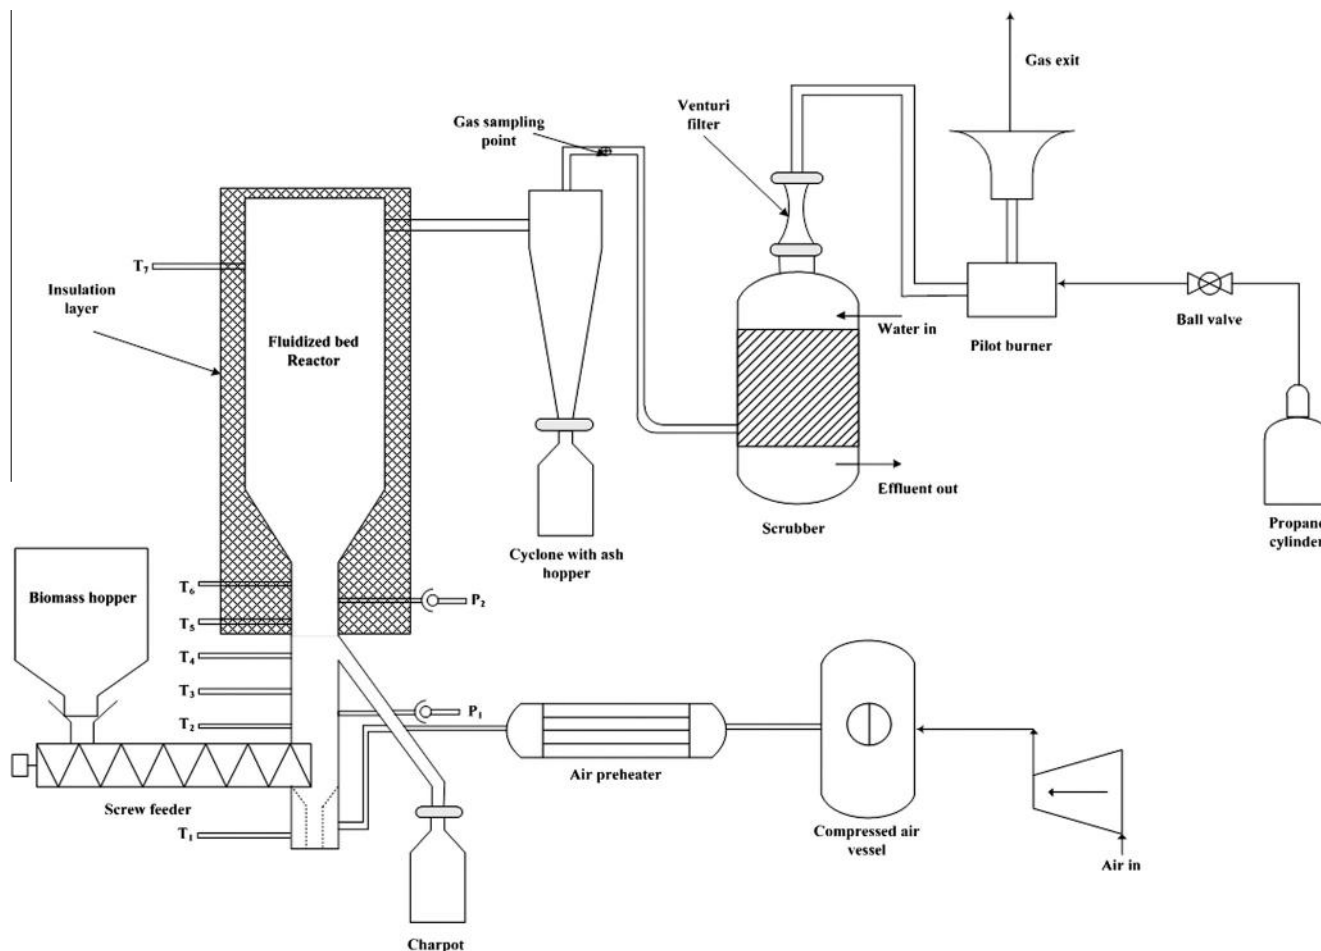 Gas exit
Venturi
filter
Gas sampling
point
T7
Insulation
layer
Fluidized bed
Reactor
Water in
Pilot burner
Ball valve
Effluent out
Scrubber
Propane
cylinder
Cyclone with ash
hopper
Biomass hopper
T6
P2
T5
T4
T3
T2
P1
Air preheater
Screw feeder
T1
Compressed air
vessel
Air in
Charpot